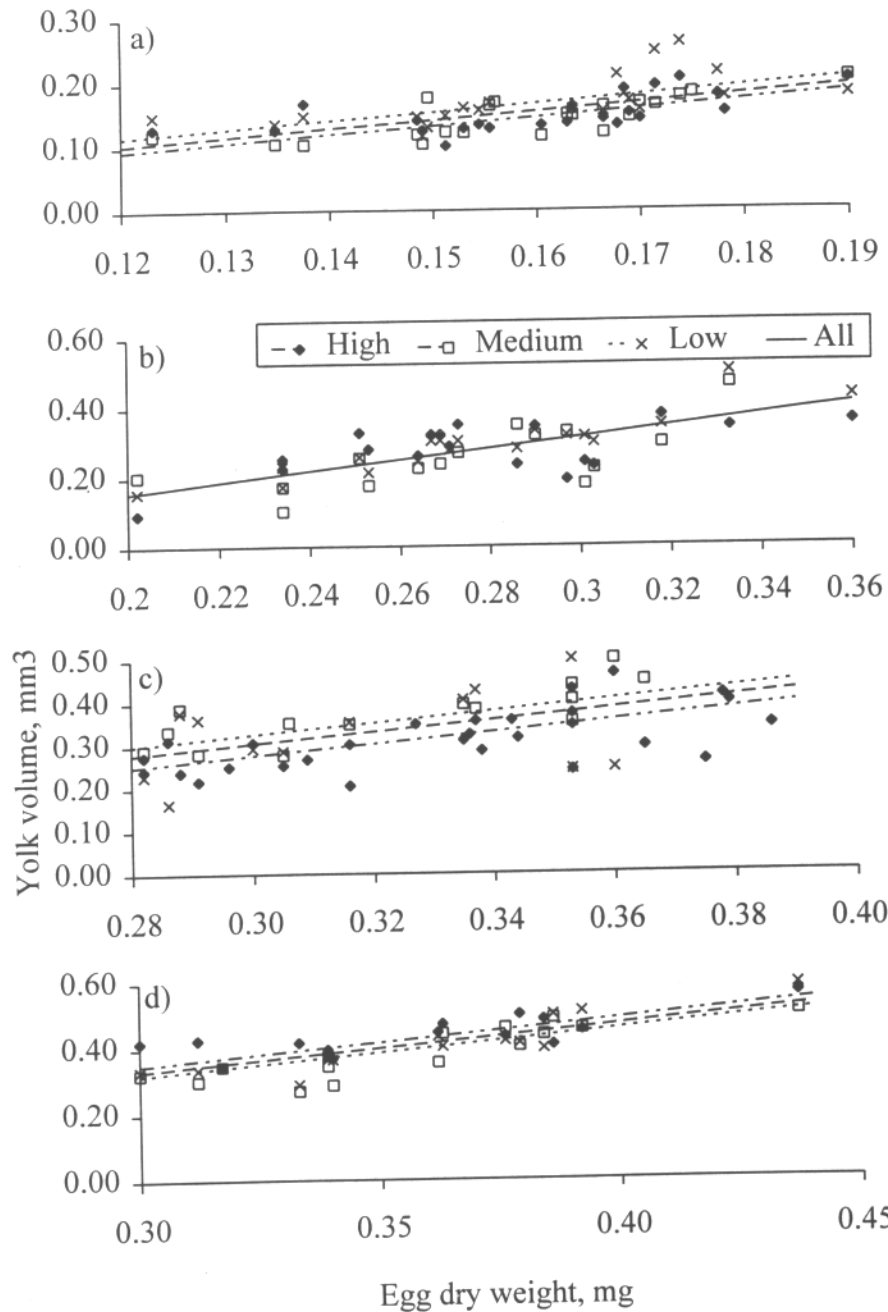 a)
0.30
0.20
0.10
0.00
0.12 0.13 0.14 0.15 0.16 0.17 0.18 0.19
High Medium Low All
b)
0.60
0.40
0.20
0.00
0.2 0.22 0.24 0.26 0.28 0.3 0.32 0.34 0.36
Yolk volume, mm3
c)
0.50
0.40
0.30
0.20
0.10
0.00
0.28 0.30 0.32 0.34 0.36 0.38 0.40
d)
0.60
0.40
0.20
0.00
0.30 0.35 0.40 0.45
Egg dry weight, mg